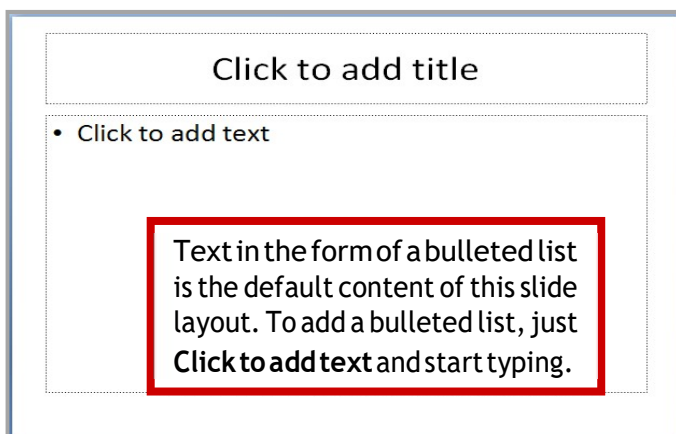 Click to add title
• Click to add text
Text in the form of a bulleted list
is the default content of this slide
layout. To add a bulleted list, just
Click to add text and start typing.